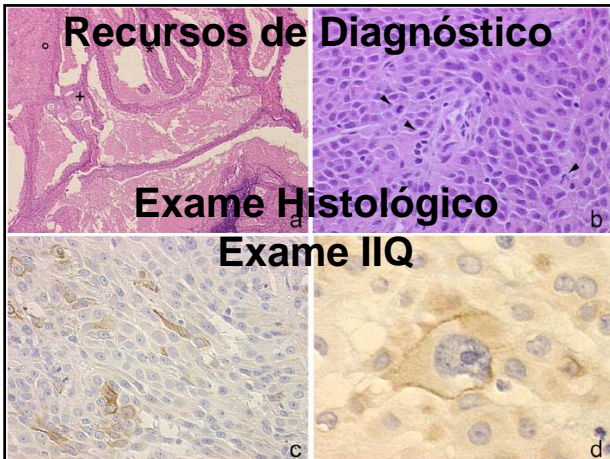 Recursos de Diagnóstico
a
b
Exame Histológico
Exame IIQ
c
d